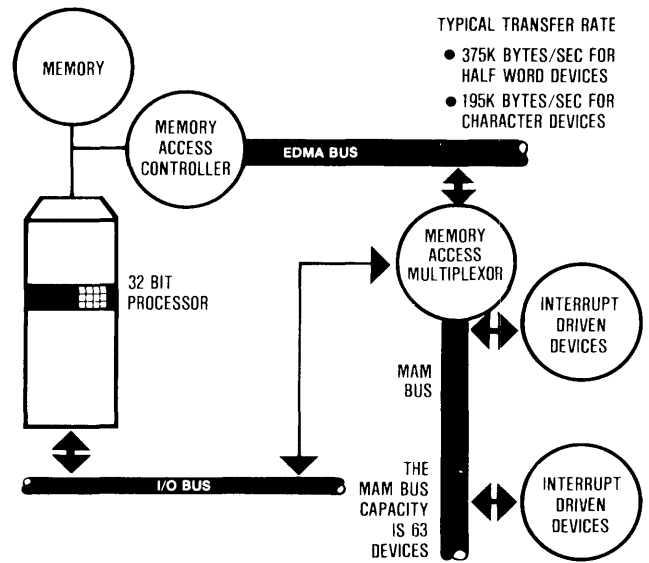 TYPICAL TRANSFER RATE
● 375K BYTES/SEC FOR
HALF WORD DEVICES
● 195K BYTES/SEC FOR
CHARACTER DEVICES
MEMORY
MEMORY
ACCESS
CONTROLLER
EDMA BUS
MEMORY
ACCESS
MULTIPLEXOR
32 BIT
PROCESSOR
INTERRUPT
DRIVEN
DEVICES
MAM
BUS
I/O BUS
THE
MAM BUS
CAPACITY
IS 63
DEVICES
INTERRUPT
DRIVEN
DEVICES